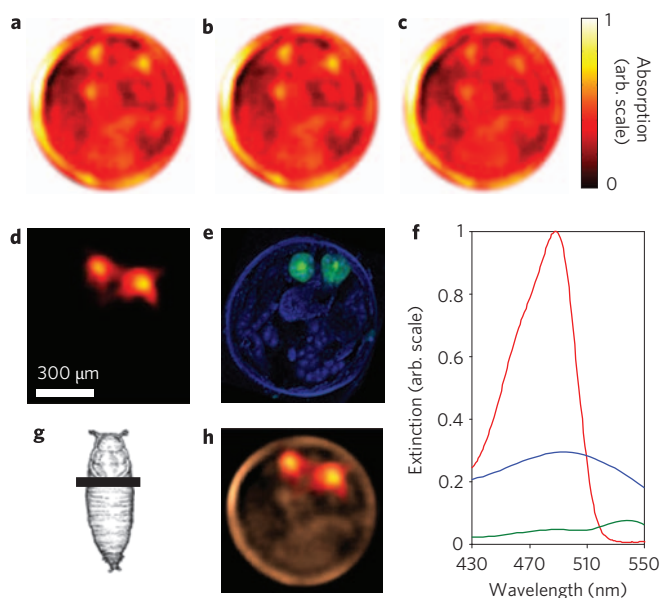 a
b
c
1
Absorption
(arb. scale)
0
d
300 μm
e
f
1
0.8
0.6
0.4
0.2
0
Extinction (arb. scale)
430
470
510
550
Wavelength (nm)
g
h